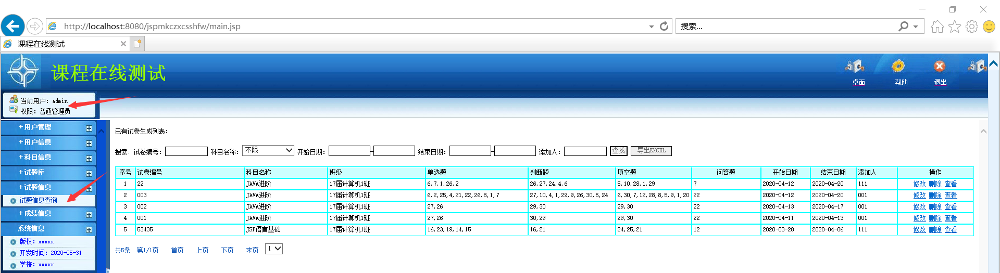 http://localhost:8080/jspmkczxcsshfw/main.jsp
搜索...
课程在线测试
课程在线测试
桌面 帮助 退出
当前用户：admin
权限：普通管理员
+用户管理
+用户信息
+科目信息
+试题库
+试题信息
试题信息查询
+成绩信息
系统信息
版权：xxxxx
开发时间：2020-05-31
学校：xxxxx
已有试卷生成列表：
搜索：试卷编号： 科目名称： 不限 开始日期： - 结束日期： - 添加人： 查找 导出EXCEL
序号 试卷编号 科目名称 班级 单选题 判断题 填空题 问答题 开始日期 结束日期 添加人 操作
1 22 JAVA进阶 17届计算机1班 6,7,1,26,2 26,27,24,4,6 5,10,28,1,29 7 2020-04-12 2020-04-20 111 修改 删除 查看
2 003 JAVA进阶 17届计算机1班 6,2,25,4,21,22,26,8,1,7 27,10,4,1,29,9,26,30,5,24 6,30,7,12,28,8,5,9,1,20 22 2020-04-12 2020-04-20 001 修改 删除 查看
3 002 JAVA进阶 17届计算机1班 27,26 29,30 29,30 22 2020-04-13 2020-04-17 001 修改 删除 查看
4 001 JAVA进阶 17届计算机1班 27,26 30,29 29,30 22 2020-04-11 2020-04-13 001 修改 删除 查看
5 53435 JSP语言基础 17届计算机1班 16,23,19,14,15 16,21 24,25,21 12 2020-03-28 2020-04-06 111 修改 删除 查看
共5条 第1/1页 首页 上页 下页 末页 1